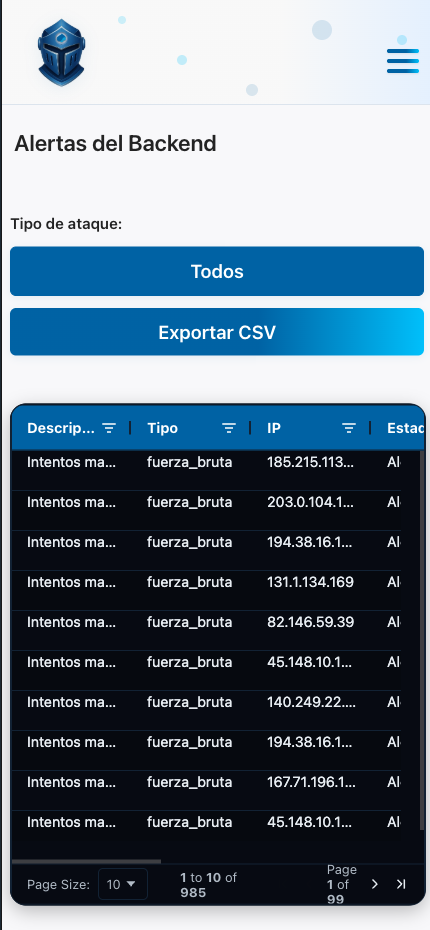 Alertas del Backend
Tipo de ataque:
Todos
Exportar CSV
Descrip... Tipo IP Estad
Intentos ma... fuerza_bruta 185.215.113... Al
Intentos ma... fuerza_bruta 203.0.104.1... Al
Intentos ma... fuerza_bruta 194.38.16.1... Al
Intentos ma... fuerza_bruta 131.1.134.169 Al
Intentos ma... fuerza_bruta 82.146.59.39 Al
Intentos ma... fuerza_bruta 45.148.10.1... Al
Intentos ma... fuerza_bruta 140.249.22.... Al
Intentos ma... fuerza_bruta 194.38.16.1... Al
Intentos ma... fuerza_bruta 167.71.196.1... Al
Intentos ma... fuerza_bruta 45.148.10.1... Al
Page Size: 10
1 to 10 of
985
Page
1 of
99